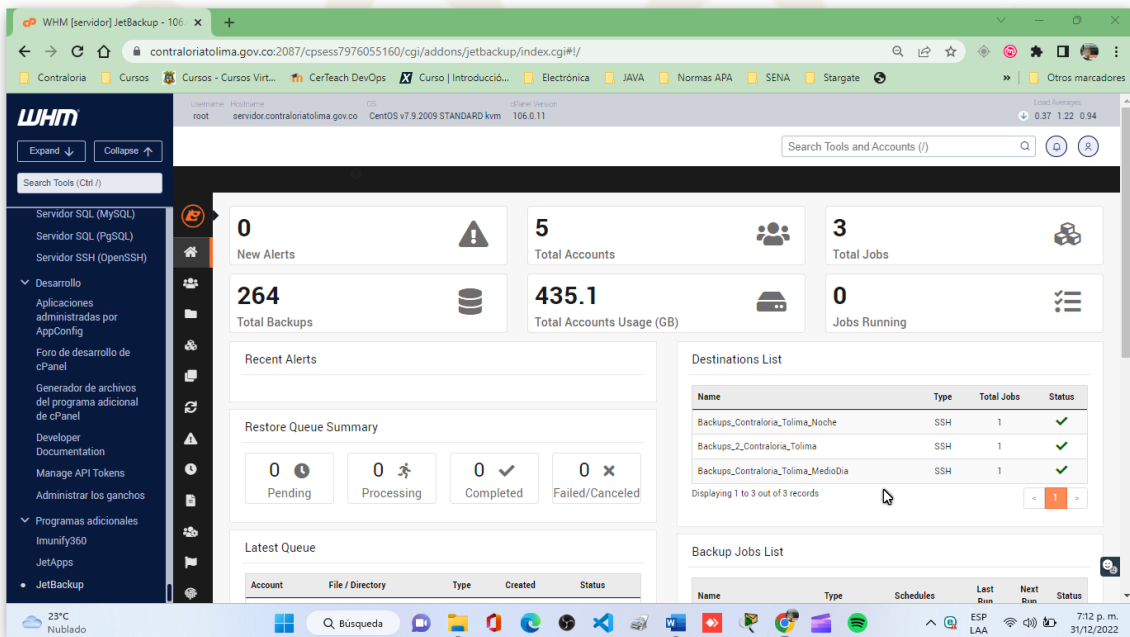 WHM [servidor] JetBackup - 106.
contraloriatolima.gov.co:2087/cpsess7976055160/cgi/addons/jetbackup/index.cgi#!/
Contraloria Cursos Cursos - Cursos Virt... CerTeach DevOps Curso | Introducció... Electrónica JAVA Normas APA SENA Stargate » Otros marcadores
WHM
Username Hostname OS cPanel Version Load Averages
root servidor.contraloriatolima.gov.co CentOS v7.9.2009 STANDARD kvm 106.0.11 0.37 1.22 0.94
Expand Collapse
Search Tools and Accounts (/)
Search Tools (Ctrl /)
Servidor SQL (MySQL)
Servidor SQL (PgSQL)
Servidor SSH (OpenSSH)
Desarrollo
Aplicaciones
administradas por
AppConfig
Foro de desarrollo de
cPanel
Generador de archivos
del programa adicional
de cPanel
Developer
Documentation
Manage API Tokens
Administrar los ganchos
Programas adicionales
Imunify360
JetApps
JetBackup
0
New Alerts
5
Total Accounts
3
Total Jobs
264
Total Backups
435.1
Total Accounts Usage (GB)
0
Jobs Running
Recent Alerts
Restore Queue Summary
0
Pending
0
Processing
0
Completed
0
Failed/Canceled
Latest Queue
Account File / Directory Type Created Status
Destinations List
Name Type Total Jobs Status
Backups_Contraloria_Tolima_Noche SSH 1
Backups_2_Contraloria_Tolima SSH 1
Backups_Contraloria_Tolima_MedioDia SSH 1
Displaying 1 to 3 out of 3 records < 1 >
Backup Jobs List
Name Type Schedules Last Run Next Run Status
23°C
Nublado
Búsqueda
ESP
LAA
7:12 p. m.
31/12/2022